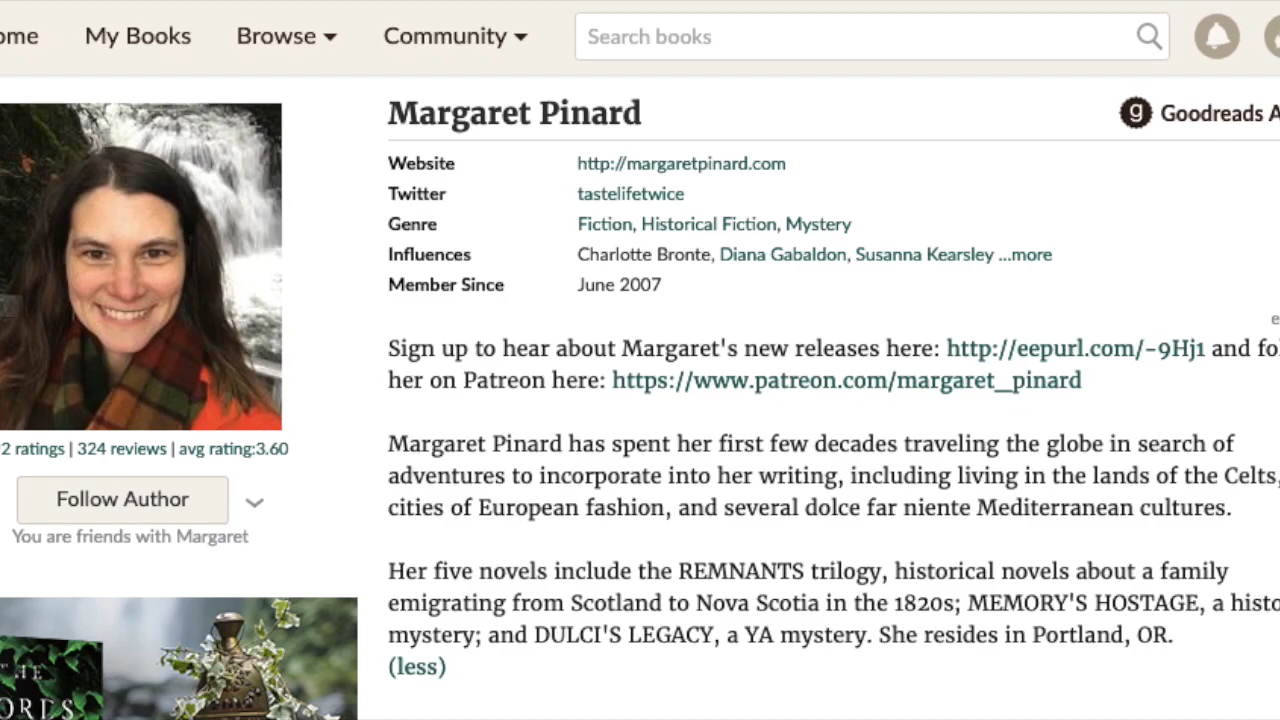 My Books Browse Community Search books
Margaret Pinard
g Goodreads
Website http://margaretpinard.com
Twitter tastelifetwice
Genre Fiction, Historical Fiction, Mystery
Influences Charlotte Bronte, Diana Gabaldon, Susanna Kearsley ...more
Member Since June 2007
Sign up to hear about Margaret's new releases here: http://eepurl.com/-9Hj1 and
her on Patreon here: https://www.patreon.com/margaret_pinard
2 ratings | 324 reviews | avg rating:3.60
Follow Author
You are friends with Margaret
Margaret Pinard has spent her first few decades traveling the globe in search of
adventures to incorporate into her writing, including living in the lands of the Celts,
cities of European fashion, and several dolce far niente Mediterranean cultures.
Her five novels include the REMNANTS trilogy, historical novels about a family
emigrating from Scotland to Nova Scotia in the 1820s; MEMORY'S HOSTAGE, a
mystery; and DULCI'S LEGACY, a YA mystery. She resides in Portland, OR.
(less)